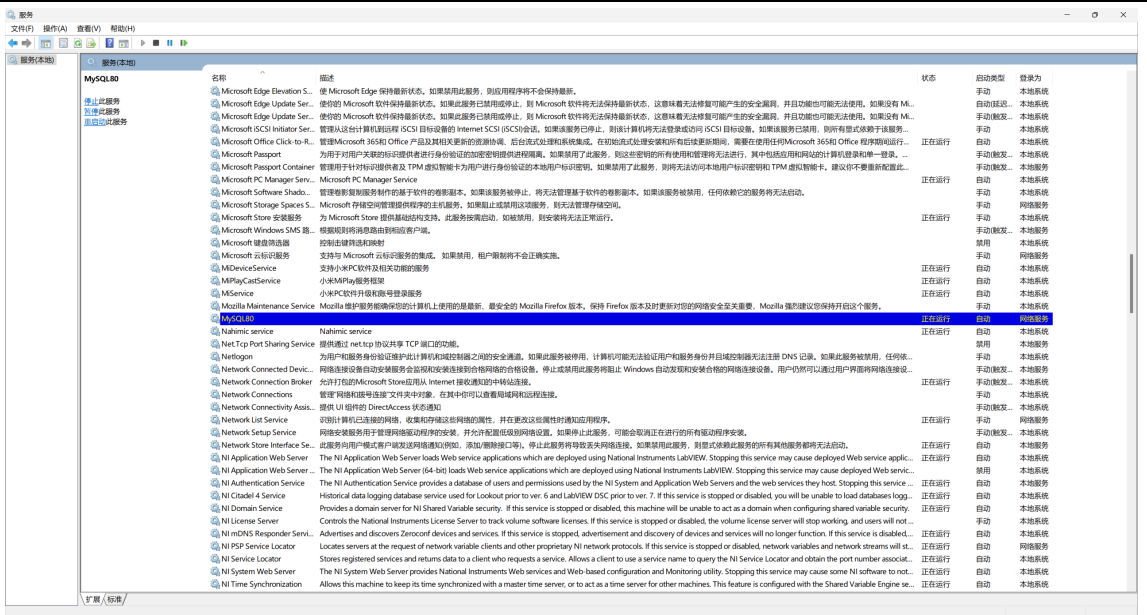 服务
文件(F) 操作(A) 查看(V) 帮助(H)
服务(本地)
服务(本地)
MySQL80
停止此服务
暂停此服务
重启动此服务
名称 描述 状态 启动类型 登录为
Microsoft Edge Elevation S... 使 Microsoft Edge 保持最新状态。如果禁用此服务，则应用程序将不会保持最新。 手动 本地系统
Microsoft Edge Update Ser... 使你的 Microsoft 软件保持最新状态。如果此服务已禁用或停止，则 Microsoft 软件将无法保持最新状态，这意味着无法修复可能产生的安全漏洞，并且功能也可能无法使用。如果没有 Mi... 自动(延迟... 本地系统
Microsoft Edge Update Ser... 使你的 Microsoft 软件保持最新状态。如果此服务已禁用或停止，则 Microsoft 软件将无法保持最新状态，这意味着无法修复可能产生的安全漏洞，并且功能也可能无法使用。如果没有 Mi... 手动(触发... 本地系统
Microsoft iSCSI Initiator Ser... 管理从这台计算机到远程 iSCSI 目标设备的 Internet SCSI (iSCSI)会话。如果该服务已停止，则该计算机将无法登录或访问 iSCSI 目标设备。如果该服务已禁用，则所有显式依赖于该服务... 手动 本地系统
Microsoft Office Click-to-R... 管理Microsoft 365和 Office 产品及其相关更新的资源协调、后台流式处理和系统集成。在初始流式处理安装和所有后续更新期间，需要在使用任何Microsoft 365和 Office 程序期间运行... 正在运行 自动 本地系统
Microsoft Passport 为用于对用户关联的标识提供者进行身份验证的加密密钥提供进程隔离。如果禁用了此服务，则这些密钥的所有使用和管理将无法进行，其中包括应用和网站的计算机登录和单一登录。... 手动(触发... 本地系统
Microsoft Passport Container 管理用于针对标识提供者及 TPM 虚拟智能卡为用户进行身份验证的本地用户标识密钥。如果禁用了此服务，则将无法访问本地用户标识密钥和 TPM 虚拟智能卡。建议你不要重新配置此... 手动(触发... 本地服务
Microsoft PC Manager Serv... Microsoft PC Manager Service 正在运行 自动 本地系统
Microsoft Software Shado... 管理卷影复制服务制作的基于软件的卷影副本。如果该服务被停止，将无法管理基于软件的卷影副本。如果该服务被禁用，任何依赖它的服务将无法启动。 手动 本地系统
Microsoft Storage Spaces S... Microsoft 存储空间管理提供程序的主机服务。如果阻止或禁用这项服务，则无法管理存储空间。 手动 网络服务
Microsoft Store 安装服务 为 Microsoft Store 提供基础结构支持。此服务按需启动，如被禁用，则安装将无法正常运行。 正在运行 手动 本地系统
Microsoft Windows SMS 路... 根据规则将消息路由到相应客户端。 手动(触发... 本地服务
Microsoft 键盘筛选器 控制击键筛选和映射 禁用 本地系统
Microsoft 云标识服务 支持与 Microsoft 云标识服务的集成。 如果禁用，租户限制将不会正确实施。 手动 网络服务
MiDeviceService 支持小米PC软件及相关功能的服务 正在运行 自动 本地系统
MiPlayCastService 小米MiPlay服务框架 正在运行 自动 本地系统
MiService 小米PC软件升级和账号登录服务 正在运行 自动 本地系统
Mozilla Maintenance Service Mozilla 维护服务能确保您的计算机上使用的是最新、最安全的 Mozilla Firefox 版本。保持 Firefox 版本及时更新对您的网络安全至关重要，Mozilla 强烈建议您保持开启这个服务。 手动 本地系统
MySQL80 正在运行 自动 网络服务
Nahimic service Nahimic service 正在运行 自动 本地系统
Net.Tcp Port Sharing Service 提供通过 net.tcp 协议共享 TCP 端口的功能。 禁用 本地服务
Netlogon 为用户和服务身份验证维护此计算机和域控制器之间的安全通道。如果此服务被停用，计算机可能无法验证用户和服务身份并且域控制器无法注册 DNS 记录。如果此服务被禁用，任何依... 手动 本地系统
Network Connected Devic... 网络连接设备自动安装服务会监视和安装连接到合格网络的合格设备。停止或禁用此服务将阻止 Windows 自动发现和安装合格的网络连接设备。用户仍然可以通过用户界面将网络连接设... 手动(触发... 本地服务
Network Connection Broker 允许打包的Microsoft Store应用从 Internet 接收通知的中转站连接。 正在运行 手动(触发... 本地系统
Network Connections 管理“网络和拨号连接”文件夹中对象，在其中你可以查看局域网和远程连接。 手动 本地系统
Network Connectivity Assis... 提供 UI 组件的 DirectAccess 状态通知 手动(触发... 本地系统
Network List Service 识别计算机已连接的网络，收集和存储这些网络的属性，并在更改这些属性时通知应用程序。 正在运行 手动 网络服务
Network Setup Service 网络安装服务用于管理网络驱动程序的安装，并允许配置低级别网络设置。如果停止此服务，可能会取消正在进行的所有驱动程序安装。 手动(触发... 本地系统
Network Store Interface Se... 此服务向用户模式客户端发送网络通知(例如，添加/删除接口等)。停止此服务将导致丢失网络连接。如果禁用此服务，则显式依赖此服务的所有其他服务都将无法启动。 正在运行 自动 本地服务
NI Application Web Server The NI Application Web Server loads Web service applications which are deployed using National Instruments LabVIEW. Stopping this service may cause deployed Web service applic... 正在运行 自动 本地系统
NI Application Web Server ... The NI Application Web Server (64-bit) loads Web service applications which are deployed using National Instruments LabVIEW. Stopping this service may cause deployed Web servic... 禁用 本地系统
NI Authentication Service The NI Authentication Service provides a database of users and permissions used by the NI System and Application Web Servers and the web services they host. Stopping this service ... 正在运行 自动 本地服务
NI Citadel 4 Service Historical data logging database service used for Lookout prior to ver. 6 and LabVIEW DSC prior to ver. 7. If this service is stopped or disabled, you will be unable to load databases logg... 正在运行 自动 本地系统
NI Domain Service Provides a domain server for NI Shared Variable security. If this service is stopped or disabled, this machine will be unable to act as a domain when configuring shared variable security. 正在运行 自动 本地系统
NI License Server Controls the National Instruments License Server to track volume software licenses. If this service is stopped or disabled, the volume license server will stop working, and users will not ... 手动 本地系统
NI mDNS Responder Servi... Advertises and discovers Zeroconf devices and services. If this service is stopped, advertisement and discovery of devices and services will no longer function. If this service is disabled,... 正在运行 自动 本地系统
NI PSP Service Locator Locates servers at the request of network variable clients and other proprietary NI network protocols. If this service is stopped or disabled, network variables and network streams will st... 正在运行 自动 网络服务
NI Service Locator Stores registered services and returns data to a client who requests a service. Allows a client to use a service name to query the NI Service Locator and obtain the port number associat... 正在运行 自动 本地系统
NI System Web Server The NI System Web Server provides National Instruments Web services and Web-based configuration and Monitoring utility. Stopping this service may cause some NI software to not... 正在运行 自动 本地系统
NI Time Synchronization Allows this machine to keep its time synchronized with a master time server, or to act as a time server for other machines. This feature is configured with the Shared Variable Engine se... 正在运行 自动 本地系统
扩展 标准